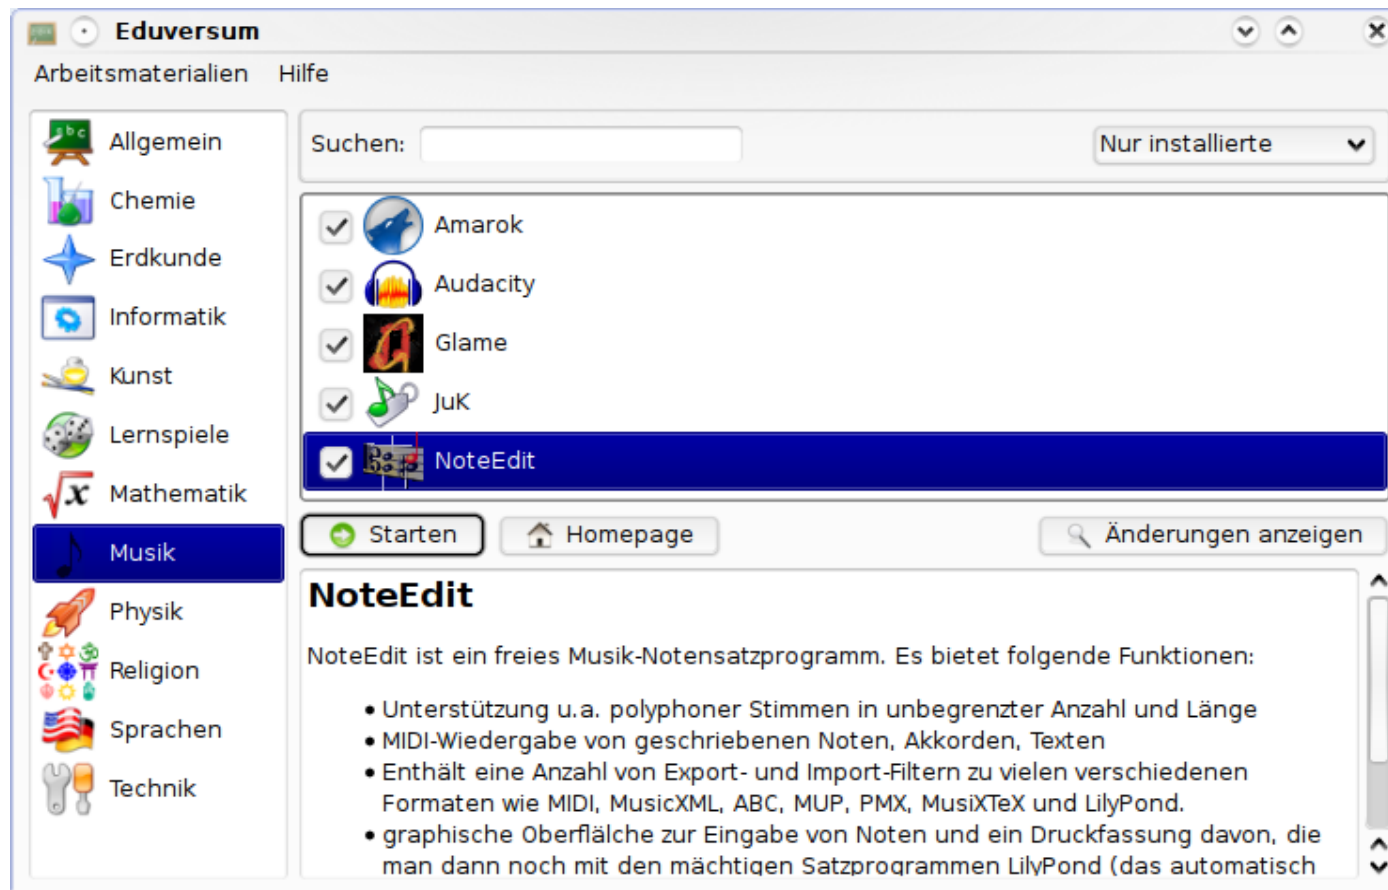 Eduversum
Arbeitsmaterialien Hilfe
Allgemein
Chemie
Erdkunde
Informatik
Kunst
Lernspiele
Mathematik
Musik
Physik
Religion
Sprachen
Technik
Suchen: Nur installierte
Amarok
Audacity
Glame
JuK
NoteEdit
Starten Homepage Änderungen anzeigen
NoteEdit
NoteEdit ist ein freies Musik-Notensatzprogramm. Es bietet folgende Funktionen:
• Unterstützung u.a. polyphoner Stimmen in unbegrenzter Anzahl und Länge
• MIDI-Wiedergabe von geschriebenen Noten, Akkorden, Texten
• Enthält eine Anzahl von Export- und Import-Filtern zu vielen verschiedenen
Formaten wie MIDI, MusicXML, ABC, MUP, PMX, MusiXTeX und LilyPond.
• graphische Oberflälche zur Eingabe von Noten und ein Druckfassung davon, die
man dann noch mit den mächtigen Satzprogrammen LilyPond (das automatisch